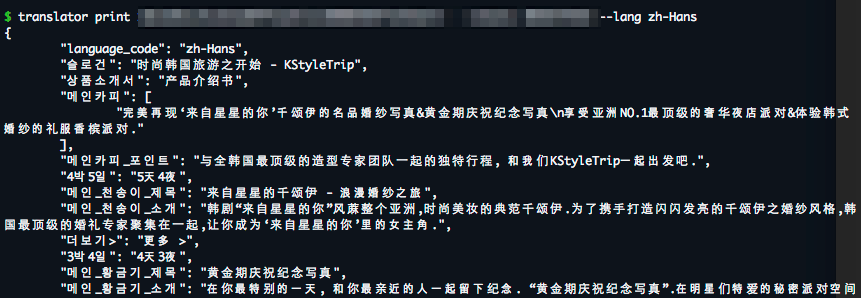 $ translator print --lang zh-Hans
{
"language_code": "zh-Hans",
"슬로건": "时尚韩国旅游之开始 - KStyleTrip",
"상품소개서": "产品介绍书",
"메인카피": [
"完美再现‘来自星星的你’千颂伊的名品婚纱写真&黄金期庆祝纪念写真\n享受亚洲NO.1最顶级的奢华夜店派对&体验韩式
婚纱的礼服香槟派对."
],
"메인카피_포인트": "与全韩国最顶级的造型专家团队一起的独特行程, 和我们KStyleTrip一起出发吧.",
"4박5일": "5天4夜",
"메인_천송이_제목": "来自星星的千颂伊 - 浪漫婚纱之旅",
"메인_천송이_소개": "韩剧“来自星星的你”风靡整个亚洲,时尚美妆的典范千颂伊.为了携手打造闪闪发亮的千颂伊之婚纱风格,韩
国最顶级的婚礼专家聚集在一起,让你成为‘来自星星的你’里的女主角.",
"더보기>": "更多 >",
"3박4일": "4天3夜",
"메인_황금기_제목": "黄金期庆祝纪念写真",
"메인_황금기_소개": "在你最特别的一天, 和你最亲近的人一起留下纪念. “黄金期庆祝纪念写真”.在明星们特爱的秘密派对空间